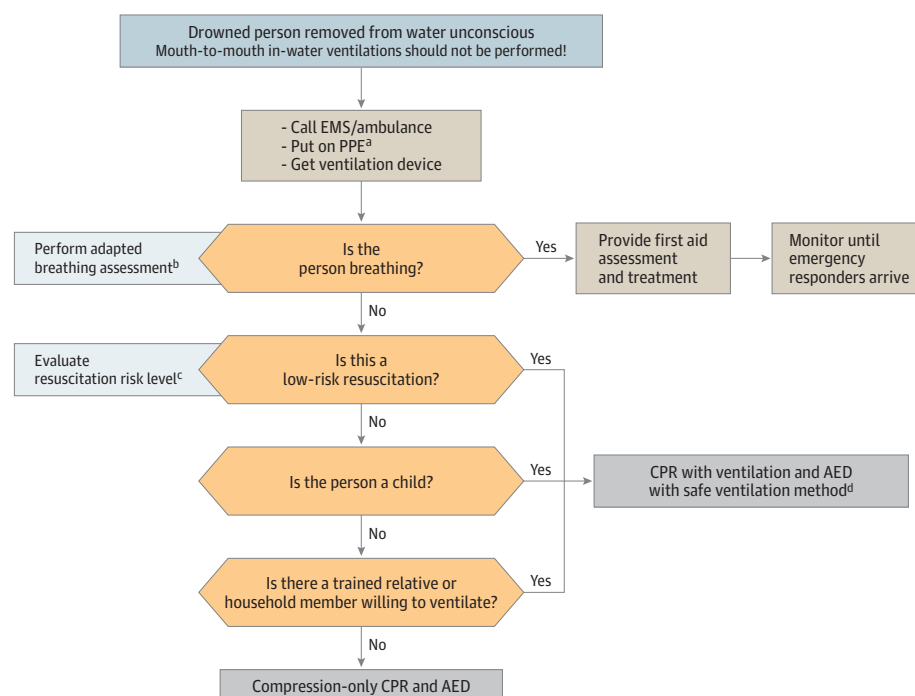 Drowned person removed from water unconscious
Mouth-to-mouth in-water ventilations should not be performed!
- Call EMS/ambulance
- Put on PPEa
- Get ventilation device
Perform adapted
breathing assessmentb
Is the
person breathing?
Yes
Provide first aid
assessment
and treatment
Monitor until
emergency
responders arrive
No
Evaluate
resuscitation risk levelc
Is this a
low-risk resuscitation?
Yes
No
Is the person a child?
Yes
CPR with ventilation and AED
with safe ventilation methodd
No
Is there a trained relative or
household member willing to ventilate?
Yes
No
Compression-only CPR and AED